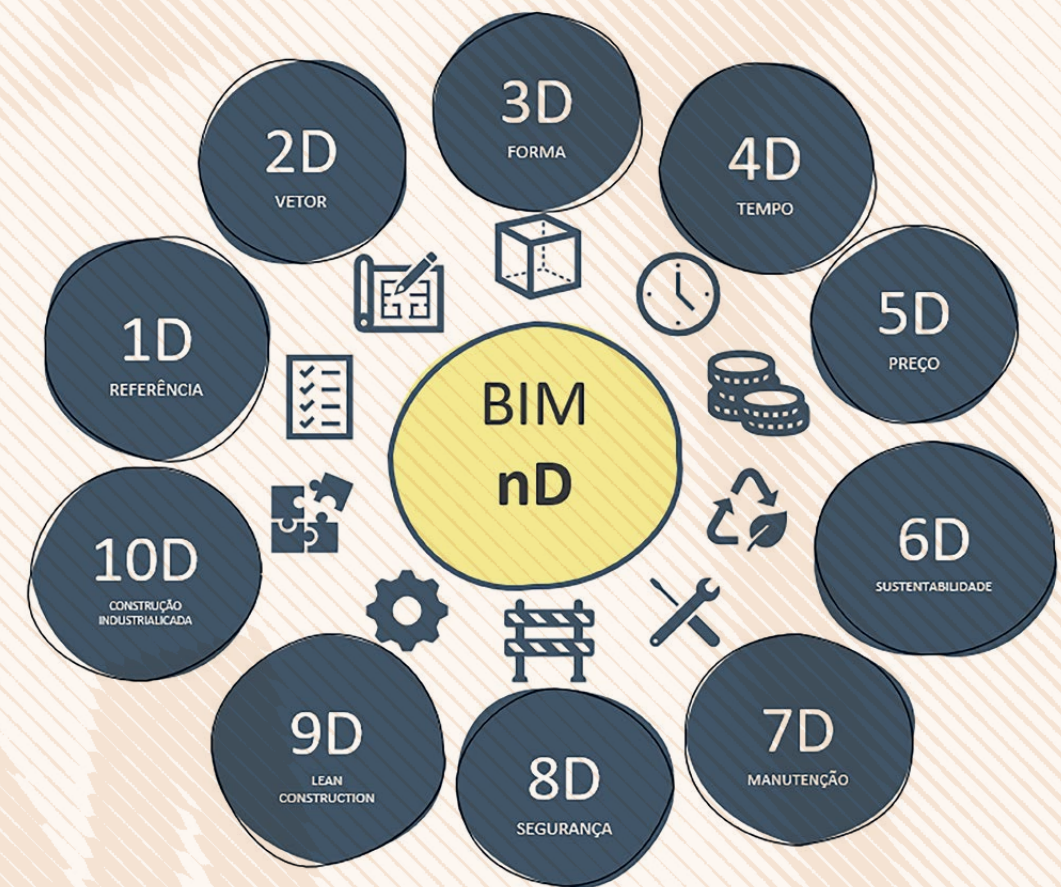 BIM
nD
1D
REFERÊNCIA
2D
VETOR
3D
FORMA
4D
TEMPO
5D
PREÇO
6D
SUSTENTABILIDADE
7D
MANUTENÇÃO
8D
SEGURANÇA
9D
LEAN
CONSTRUCTION
10D
CONSTRUÇÃO
INDUSTRIALICADA